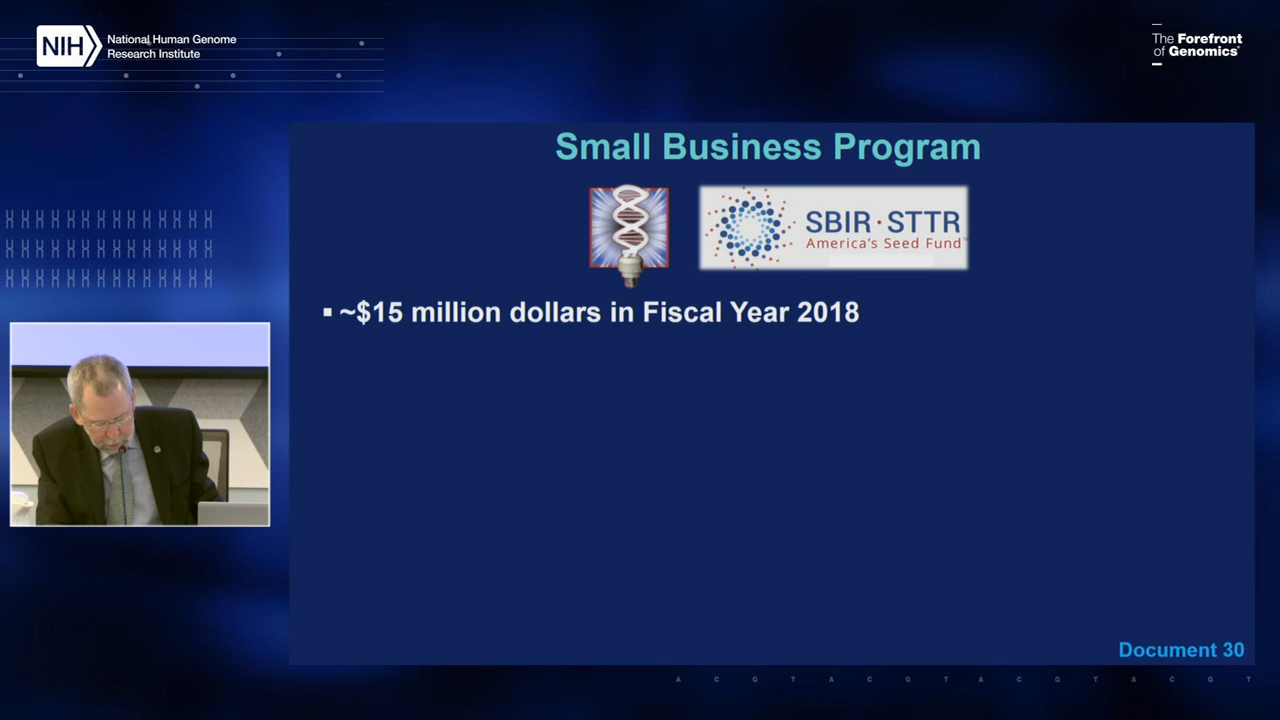 NIH
National Human Genome
Research Institute
The Forefront
of Genomics®
Small Business Program
SBIR · STTR
America's Seed Fund™
▪ ~$15 million dollars in Fiscal Year 2018
Document 30
A C G T A C G T A C G T A C G T